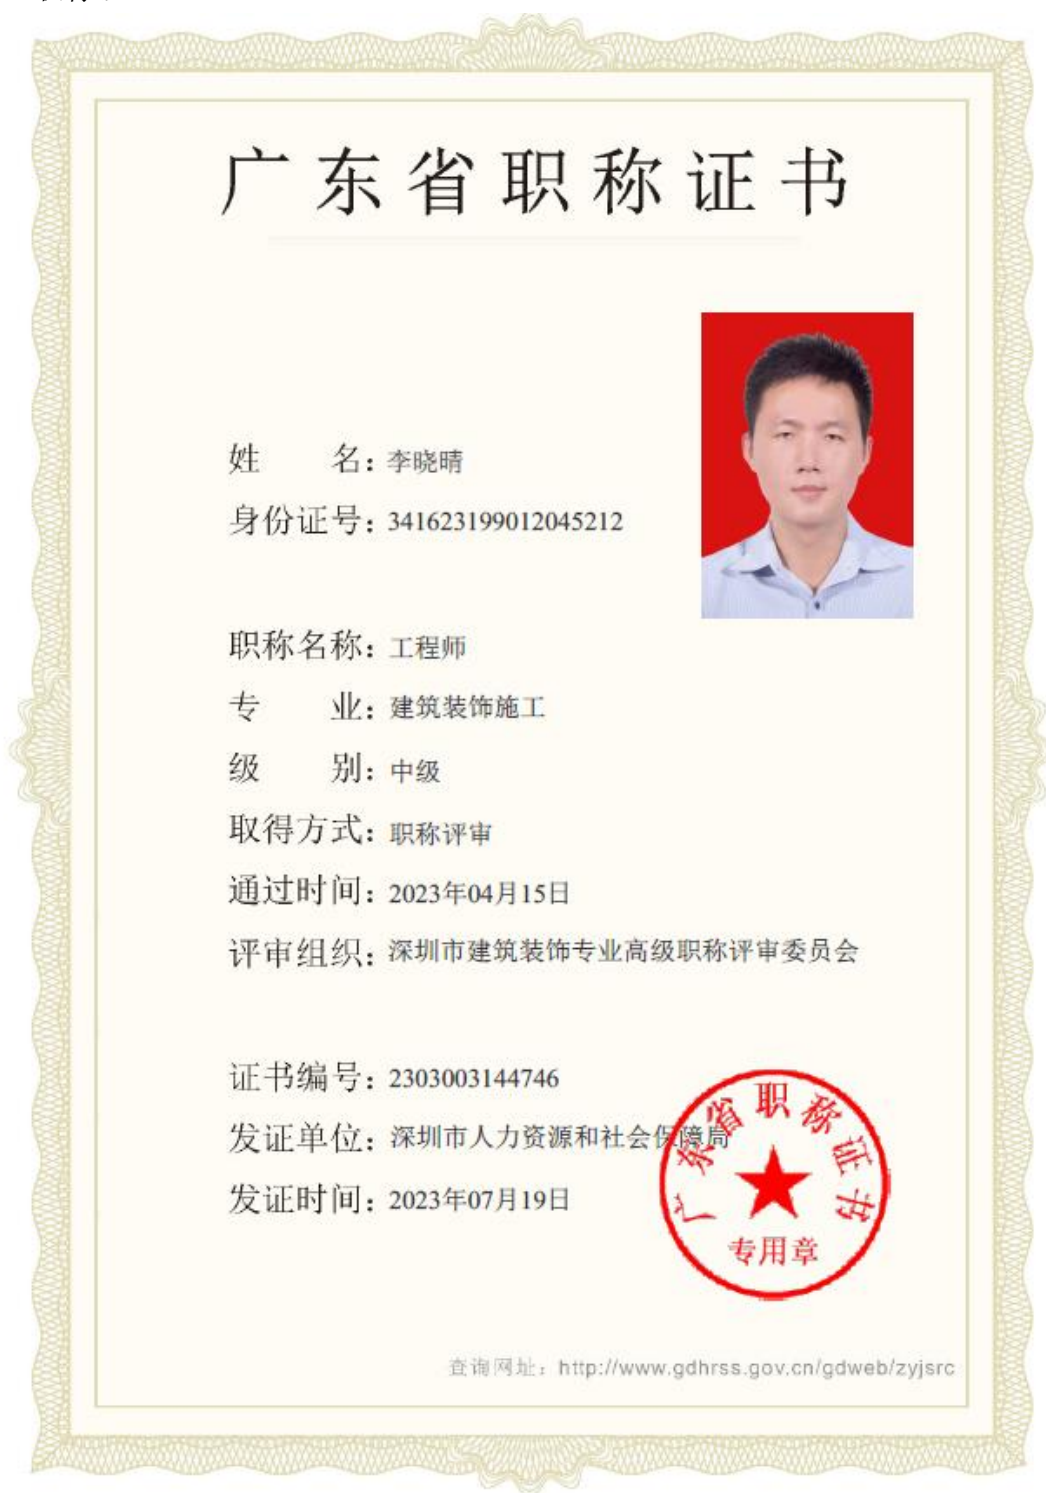 广东省职称证书
姓名：李晓晴
身份证号：341623199012045212
职称名称：工程师
专业：建筑装饰施工
级别：中级
取得方式：职称评审
通过时间：2023年04月15日
评审组织：深圳市建筑装饰专业高级职称评审委员会
证书编号：2303003144746
发证单位：深圳市人力资源和社会保障局
发证时间：2023年07月19日
广东省职称证书
专用章
查询网址：http://www.gdhrss.gov.cn/gdweb/zyjsrc